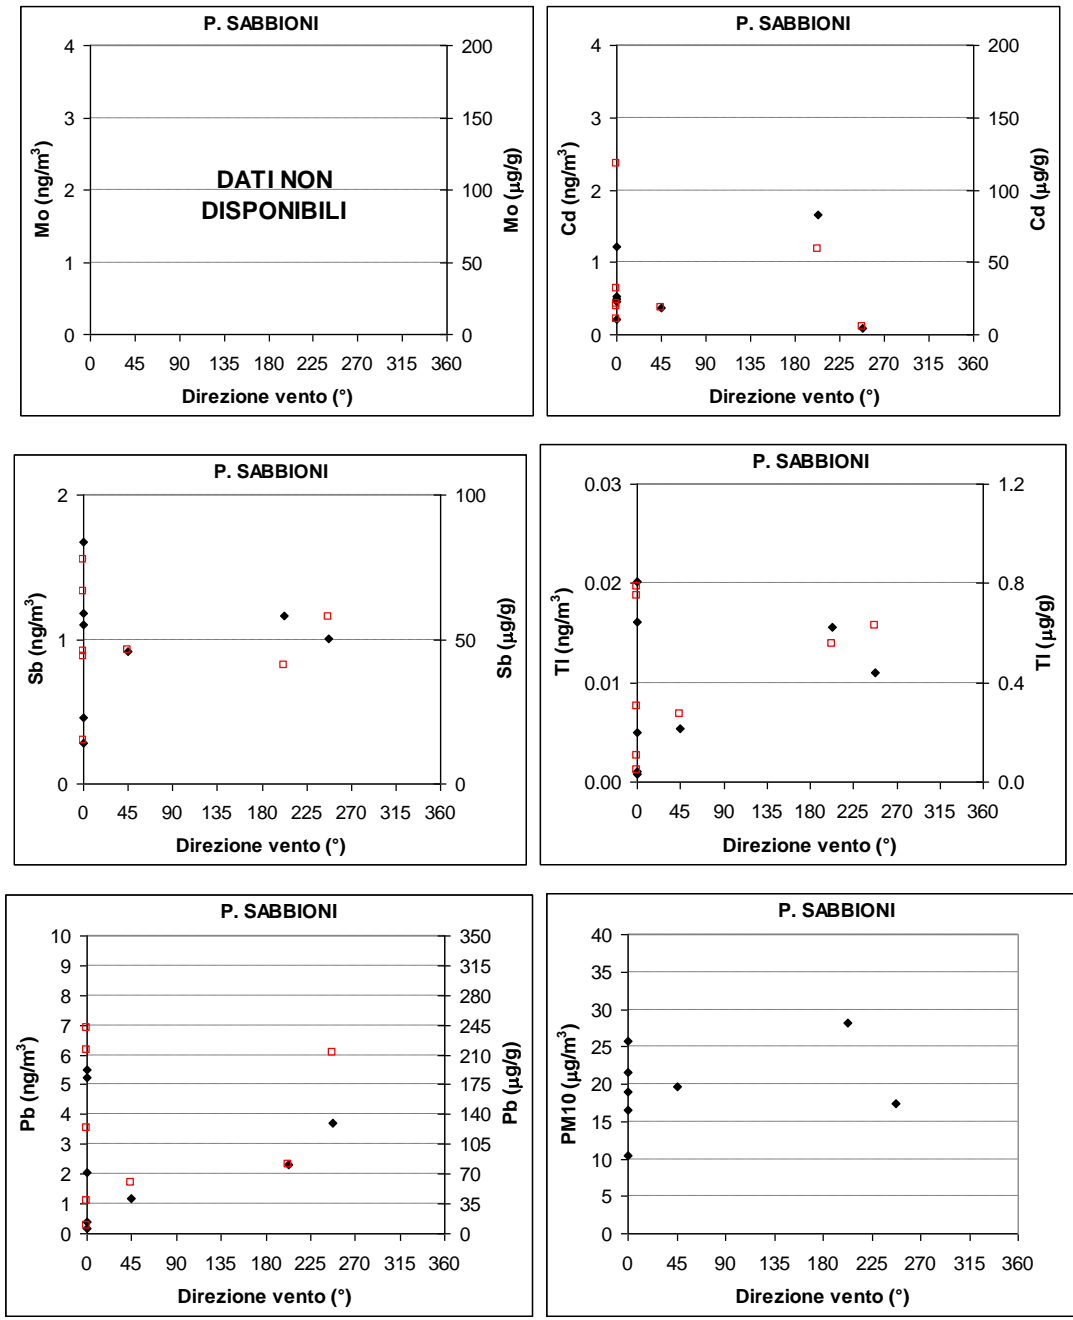 P. SABBIONI
4
3
2
1
0
Mo (ng/m³)
DATI NON
DISPONIBILI
200
150
100
50
0
Mo (µg/g)
0 45 90 135 180 225 270 315 360
Direzione vento (°)
P. SABBIONI
4
3
2
1
0
Cd (ng/m³)
200
150
100
50
0
Cd (µg/g)
0 45 90 135 180 225 270 315 360
Direzione vento (°)
P. SABBIONI
2
1
0
Sb (ng/m³)
100
50
0
Sb (µg/g)
0 45 90 135 180 225 270 315 360
Direzione vento (°)
P. SABBIONI
0.03
0.02
0.01
0.00
Tl (ng/m³)
1.2
0.8
0.4
0.0
Tl (µg/g)
0 45 90 135 180 225 270 315 360
Direzione vento (°)
P. SABBIONI
10
9
8
7
6
5
4
3
2
1
0
Pb (ng/m³)
350
315
280
245
210
175
140
105
70
35
0
Pb (µg/g)
0 45 90 135 180 225 270 315 360
Direzione vento (°)
P. SABBIONI
40
35
30
25
20
15
10
5
0
PM10 (µg/m³)
0 45 90 135 180 225 270 315 360
Direzione vento (°)